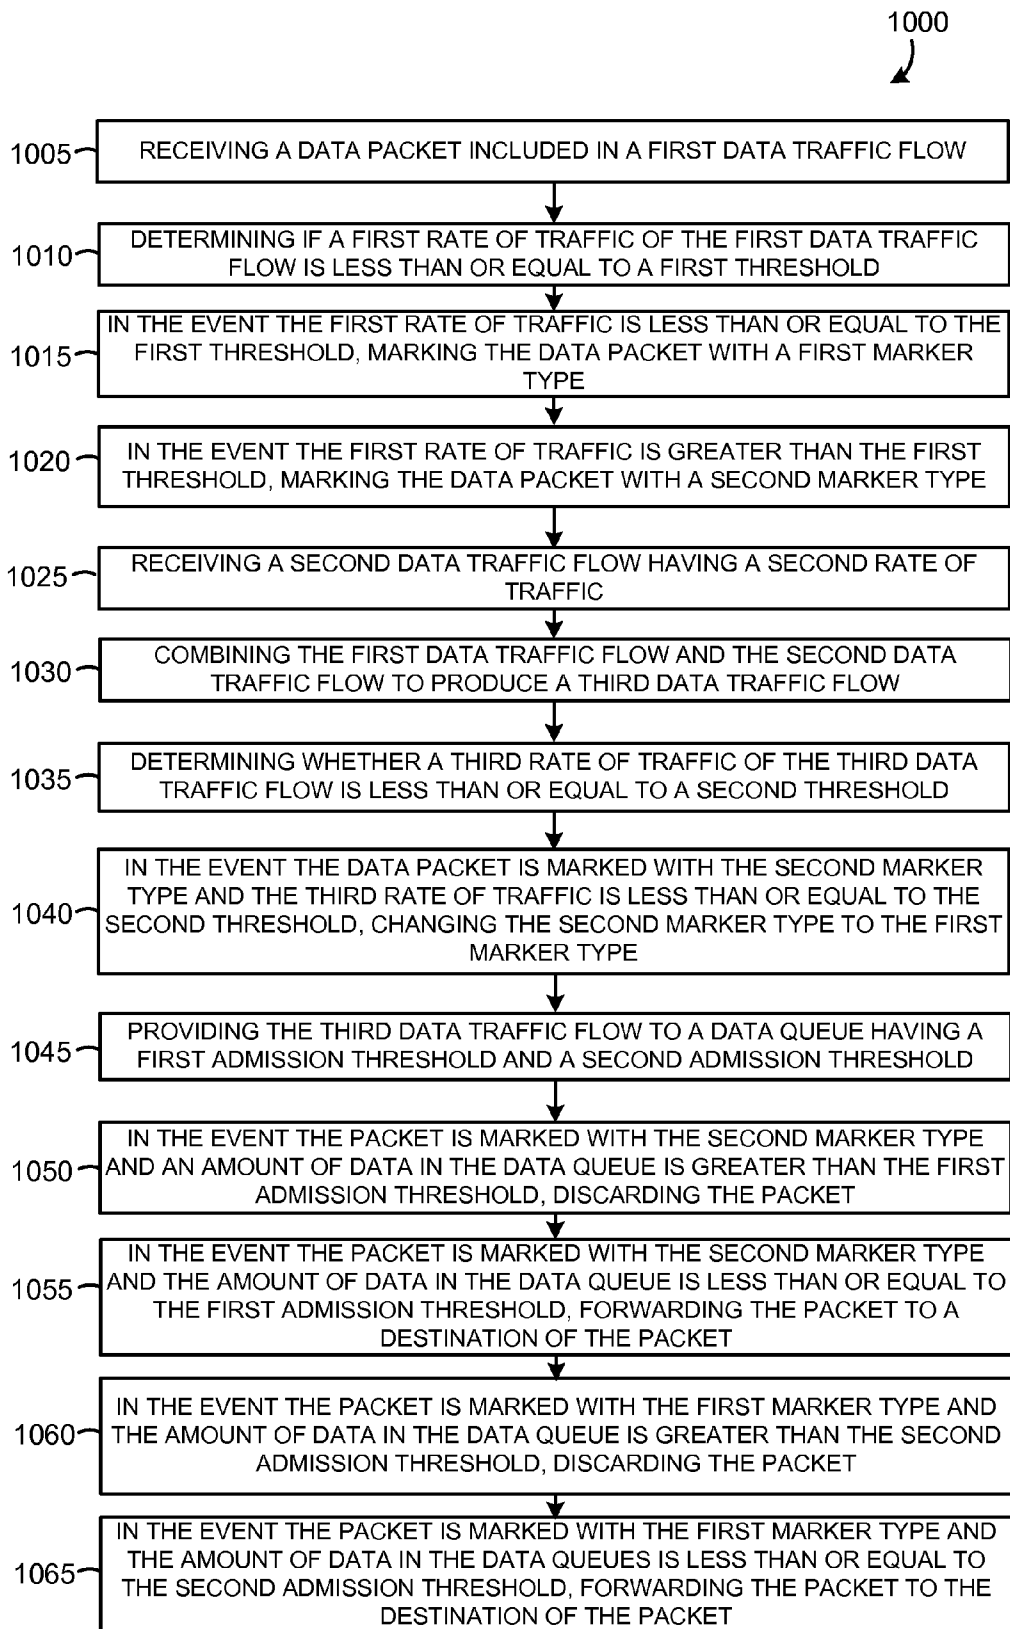 1000
1005
RECEIVING A DATA PACKET INCLUDED IN A FIRST DATA TRAFFIC FLOW
1010
DETERMINING IF A FIRST RATE OF TRAFFIC OF THE FIRST DATA TRAFFIC
FLOW IS LESS THAN OR EQUAL TO A FIRST THRESHOLD
1015
IN THE EVENT THE FIRST RATE OF TRAFFIC IS LESS THAN OR EQUAL TO THE
FIRST THRESHOLD, MARKING THE DATA PACKET WITH A FIRST MARKER
TYPE
1020
IN THE EVENT THE FIRST RATE OF TRAFFIC IS GREATER THAN THE FIRST
THRESHOLD, MARKING THE DATA PACKET WITH A SECOND MARKER TYPE
1025
RECEIVING A SECOND DATA TRAFFIC FLOW HAVING A SECOND RATE OF
TRAFFIC
1030
COMBINING THE FIRST DATA TRAFFIC FLOW AND THE SECOND DATA
TRAFFIC FLOW TO PRODUCE A THIRD DATA TRAFFIC FLOW
1035
DETERMINING WHETHER A THIRD RATE OF TRAFFIC OF THE THIRD DATA
TRAFFIC FLOW IS LESS THAN OR EQUAL TO A SECOND THRESHOLD
1040
IN THE EVENT THE DATA PACKET IS MARKED WITH THE SECOND MARKER
TYPE AND THE THIRD RATE OF TRAFFIC IS LESS THAN OR EQUAL TO THE
SECOND THRESHOLD, CHANGING THE SECOND MARKER TYPE TO THE FIRST
MARKER TYPE
1045
PROVIDING THE THIRD DATA TRAFFIC FLOW TO A DATA QUEUE HAVING A
FIRST ADMISSION THRESHOLD AND A SECOND ADMISSION THRESHOLD
1050
IN THE EVENT THE PACKET IS MARKED WITH THE SECOND MARKER TYPE
AND AN AMOUNT OF DATA IN THE DATA QUEUE IS GREATER THAN THE FIRST
ADMISSION THRESHOLD, DISCARDING THE PACKET
1055
IN THE EVENT THE PACKET IS MARKED WITH THE SECOND MARKER TYPE
AND THE AMOUNT OF DATA IN THE DATA QUEUE IS LESS THAN OR EQUAL TO
THE FIRST ADMISSION THRESHOLD, FORWARDING THE PACKET TO A
DESTINATION OF THE PACKET
1060
IN THE EVENT THE PACKET IS MARKED WITH THE FIRST MARKER TYPE AND
THE AMOUNT OF DATA IN THE DATA QUEUE IS GREATER THAN THE SECOND
ADMISSION THRESHOLD, DISCARDING THE PACKET
1065
IN THE EVENT THE PACKET IS MARKED WITH THE FIRST MARKER TYPE AND
THE AMOUNT OF DATA IN THE DATA QUEUES IS LESS THAN OR EQUAL TO
THE SECOND ADMISSION THRESHOLD, FORWARDING THE PACKET TO THE
DESTINATION OF THE PACKET